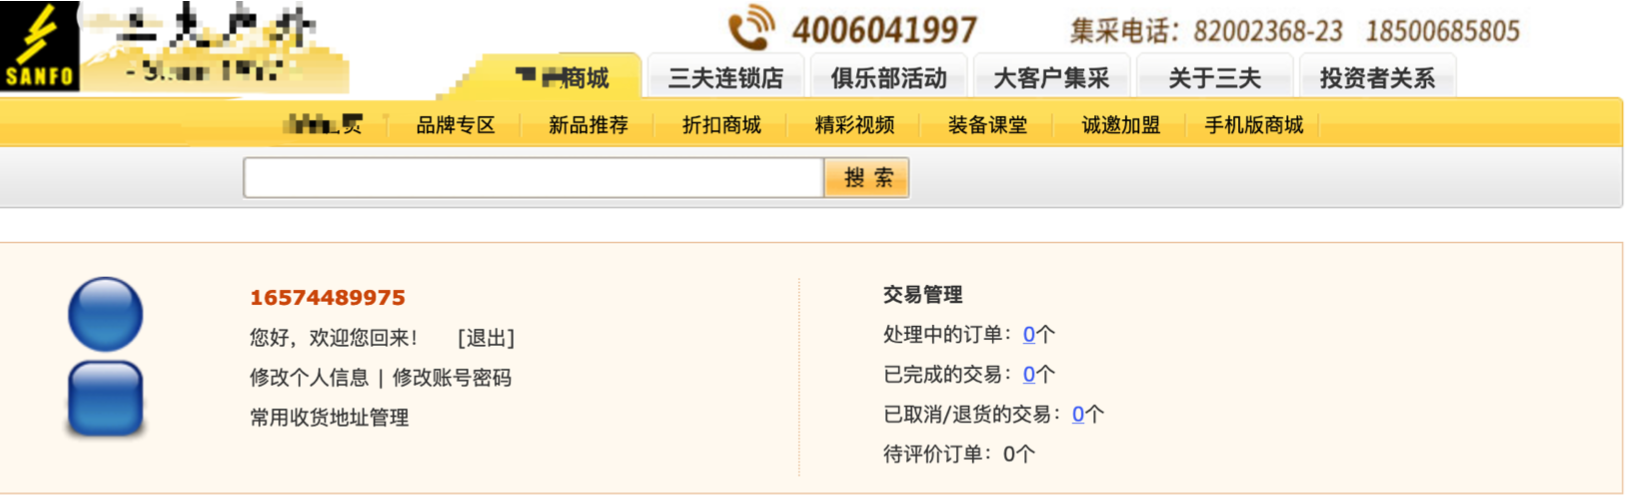 SANFO
4006041997 集采电话：82002368-23 18500685805
商城 三夫连锁店 俱乐部活动 大客户集采 关于三夫 投资者关系
品牌专区 新品推荐 折扣商城 精彩视频 装备课堂 诚邀加盟 手机版商城
搜 索
16574489975
您好，欢迎您回来！ [退出]
修改个人信息 | 修改账号密码
常用收货地址管理
交易管理
处理中的订单：0个
已完成的交易：0个
已取消/退货的交易：0个
待评价订单：0个